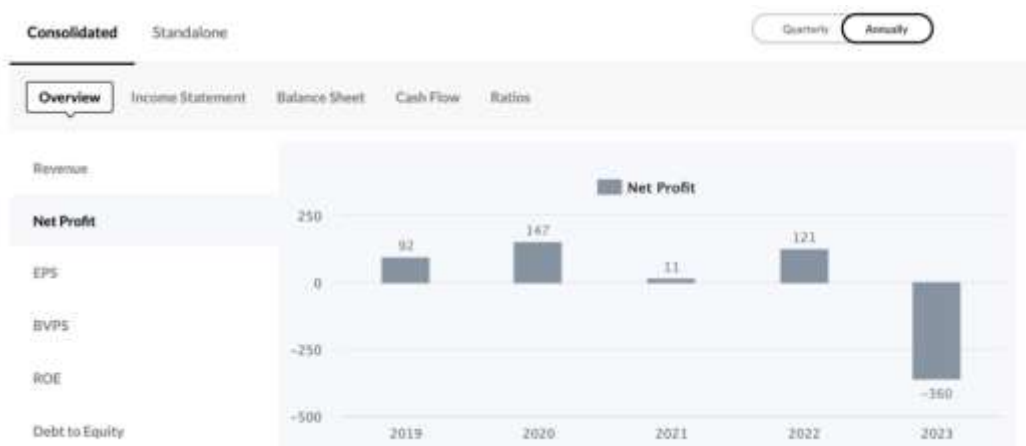 Consolidated Standalone Quarterly Annually
Overview Income Statement Balance Sheet Cash Flow Ratios
Revenue
Net Profit
EPS
BVPS
ROE
Debt to Equity
Net Profit
250
0
-250
-500
92
147
11
121
-360
2019 2020 2021 2022 2023